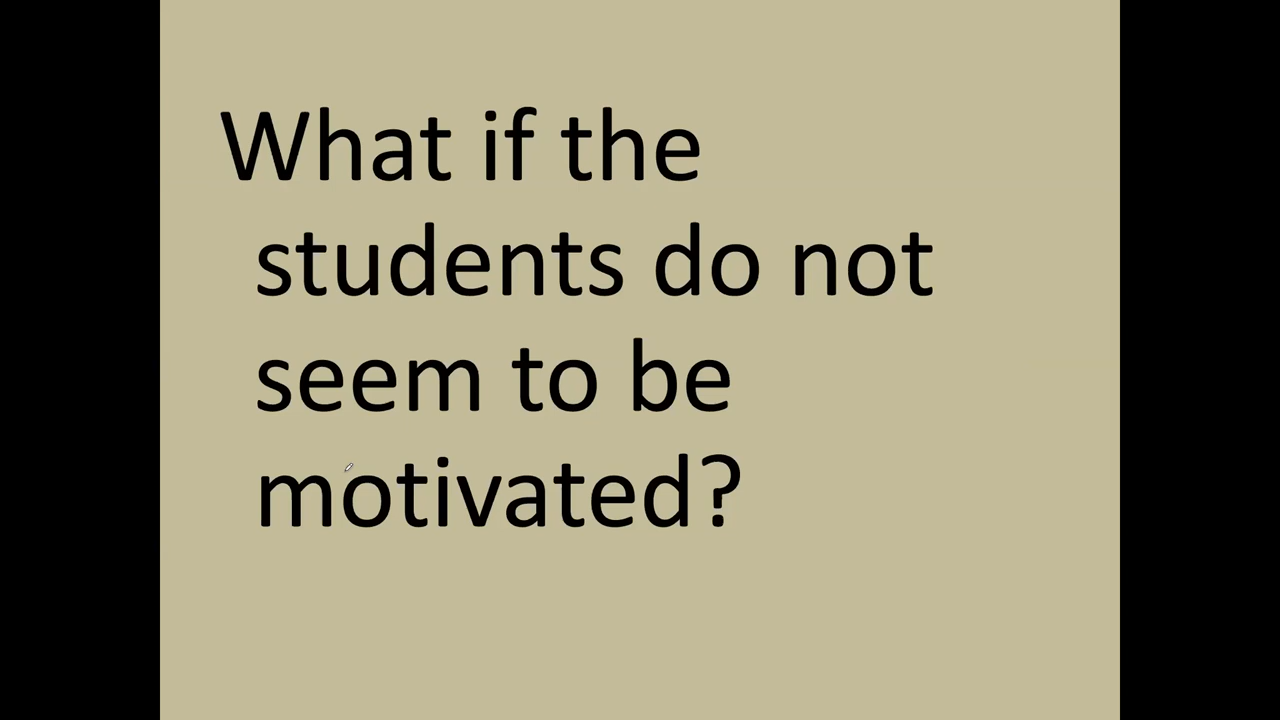 What if the
students do not
seem to be
motivated?